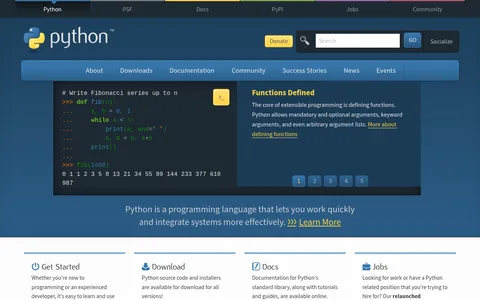 Python
PSF
Docs
PyPI
Jobs
Community
python™
Donate
Search
GO
Socialize
About
Downloads
Documentation
Community
Success Stories
News
Events
# Write Fibonacci series up to n
>>> def fib(n):
... a, b = 0, 1
... while a < n:
... print(a, end=' ')
... a, b = b, a+b
... print()
...
>>> fib(1000)
0 1 1 2 3 5 8 13 21 34 55 89 144 233 377 610
987
>_
Functions Defined
The core of extensible programming is defining functions.
Python allows mandatory and optional arguments, keyword
arguments, and even arbitrary argument lists. More about
defining functions
1 2 3 4 5
Python is a programming language that lets you work quickly
and integrate systems more effectively. >>> Learn More
Get Started
Whether you're new to
programming or an experienced
developer, it's easy to learn and use
Download
Python source code and installers
are available for download for all
versions!
Docs
Documentation for Python's
standard library, along with tutorials
and guides, are available online.
Jobs
Looking for work or have a Python
related position that you're trying to
hire for? Our relaunched